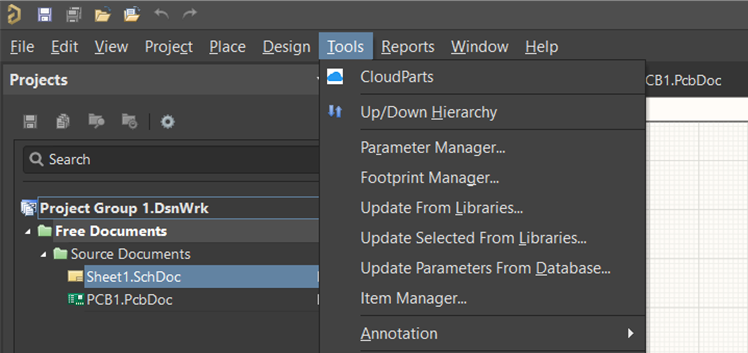 File Edit View Project Place Design Tools Reports Window Help
Projects
CloudParts
CB1.PcbDoc
Up/Down Hierarchy
Parameter Manager...
Search
Footprint Manager...
Project Group 1.DsnWrk
Update From Libraries...
Free Documents
Update Selected From Libraries...
Source Documents
Update Parameters From Database...
Sheet1.SchDoc
PCB1.PcbDoc
Item Manager...
Annotation